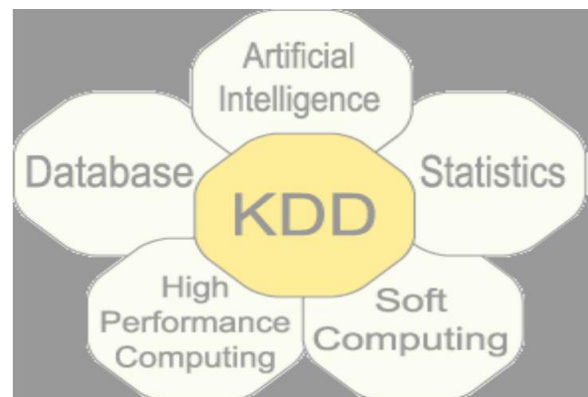 Artificial
Intelligence
Database
Statistics
KDD
High
Performance
Computing
Soft
Computing